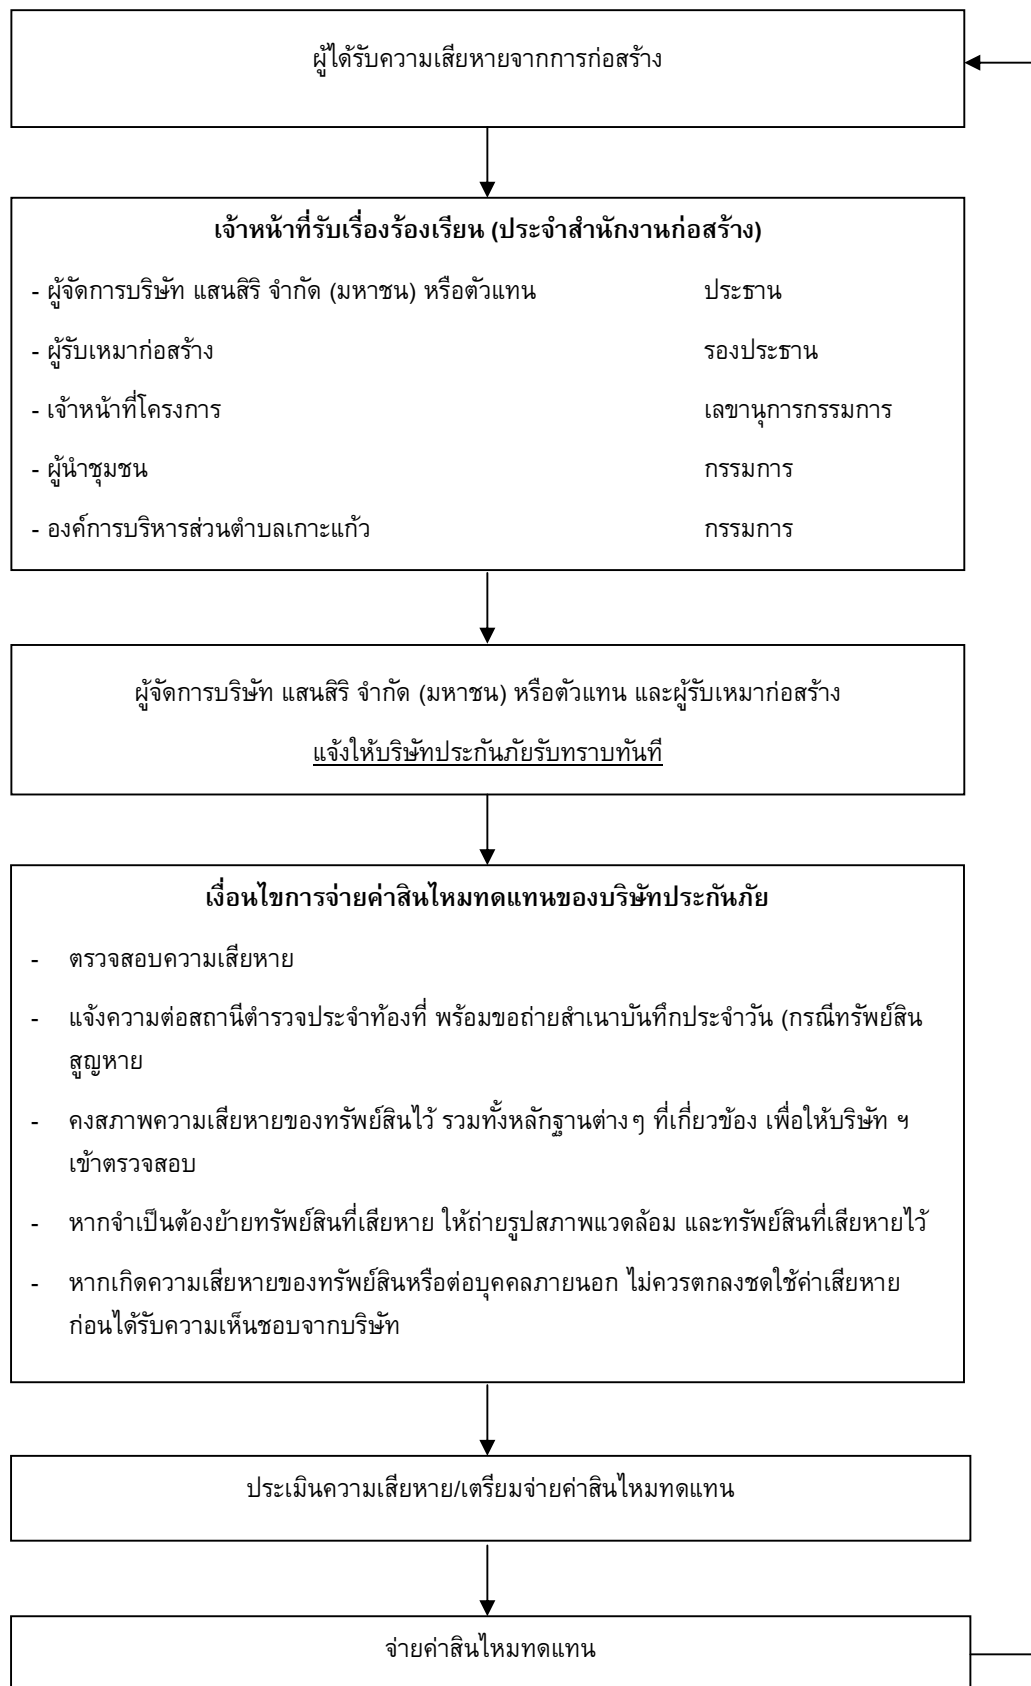 ผู้ได้รับความเสียหายจากการก่อสร้าง
เจ้าหน้าที่รับเรื่องร้องเรียน (ประจำสำนักงานก่อสร้าง)
- ผู้จัดการบริษัท แสนสิริ จำกัด (มหาชน) หรือตัวแทน ประธาน
- ผู้รับเหมาก่อสร้าง รองประธาน
- เจ้าหน้าที่โครงการ เลขานุการกรรมการ
- ผู้นำชุมชน กรรมการ
- องค์การบริหารส่วนตำบลเกาะแก้ว กรรมการ
ผู้จัดการบริษัท แสนสิริ จำกัด (มหาชน) หรือตัวแทน และผู้รับเหมาก่อสร้าง
แจ้งให้บริษัทประกันภัยรับทราบทันที
เงื่อนไขการจ่ายค่าสินไหมทดแทนของบริษัทประกันภัย
- ตรวจสอบความเสียหาย
- แจ้งความต่อสถานีตำรวจประจำท้องที่ พร้อมขอถ่ายสำเนาบันทึกประจำวัน (กรณีทรัพย์สิน
สูญหาย
- คงสภาพความเสียหายของทรัพย์สินไว้ รวมทั้งหลักฐานต่างๆ ที่เกี่ยวข้อง เพื่อให้บริษัท ฯ
เข้าตรวจสอบ
- หากจำเป็นต้องย้ายทรัพย์สินที่เสียหาย ให้ถ่ายรูปสภาพแวดล้อม และทรัพย์สินที่เสียหายไว้
- หากเกิดความเสียหายของทรัพย์สินหรือต่อบุคคลภายนอก ไม่ควรตกลงชดใช้ค่าเสียหาย
ก่อนได้รับความเห็นชอบจากบริษัท
ประเมินความเสียหาย/เตรียมจ่ายค่าสินไหมทดแทน
จ่ายค่าสินไหมทดแทน